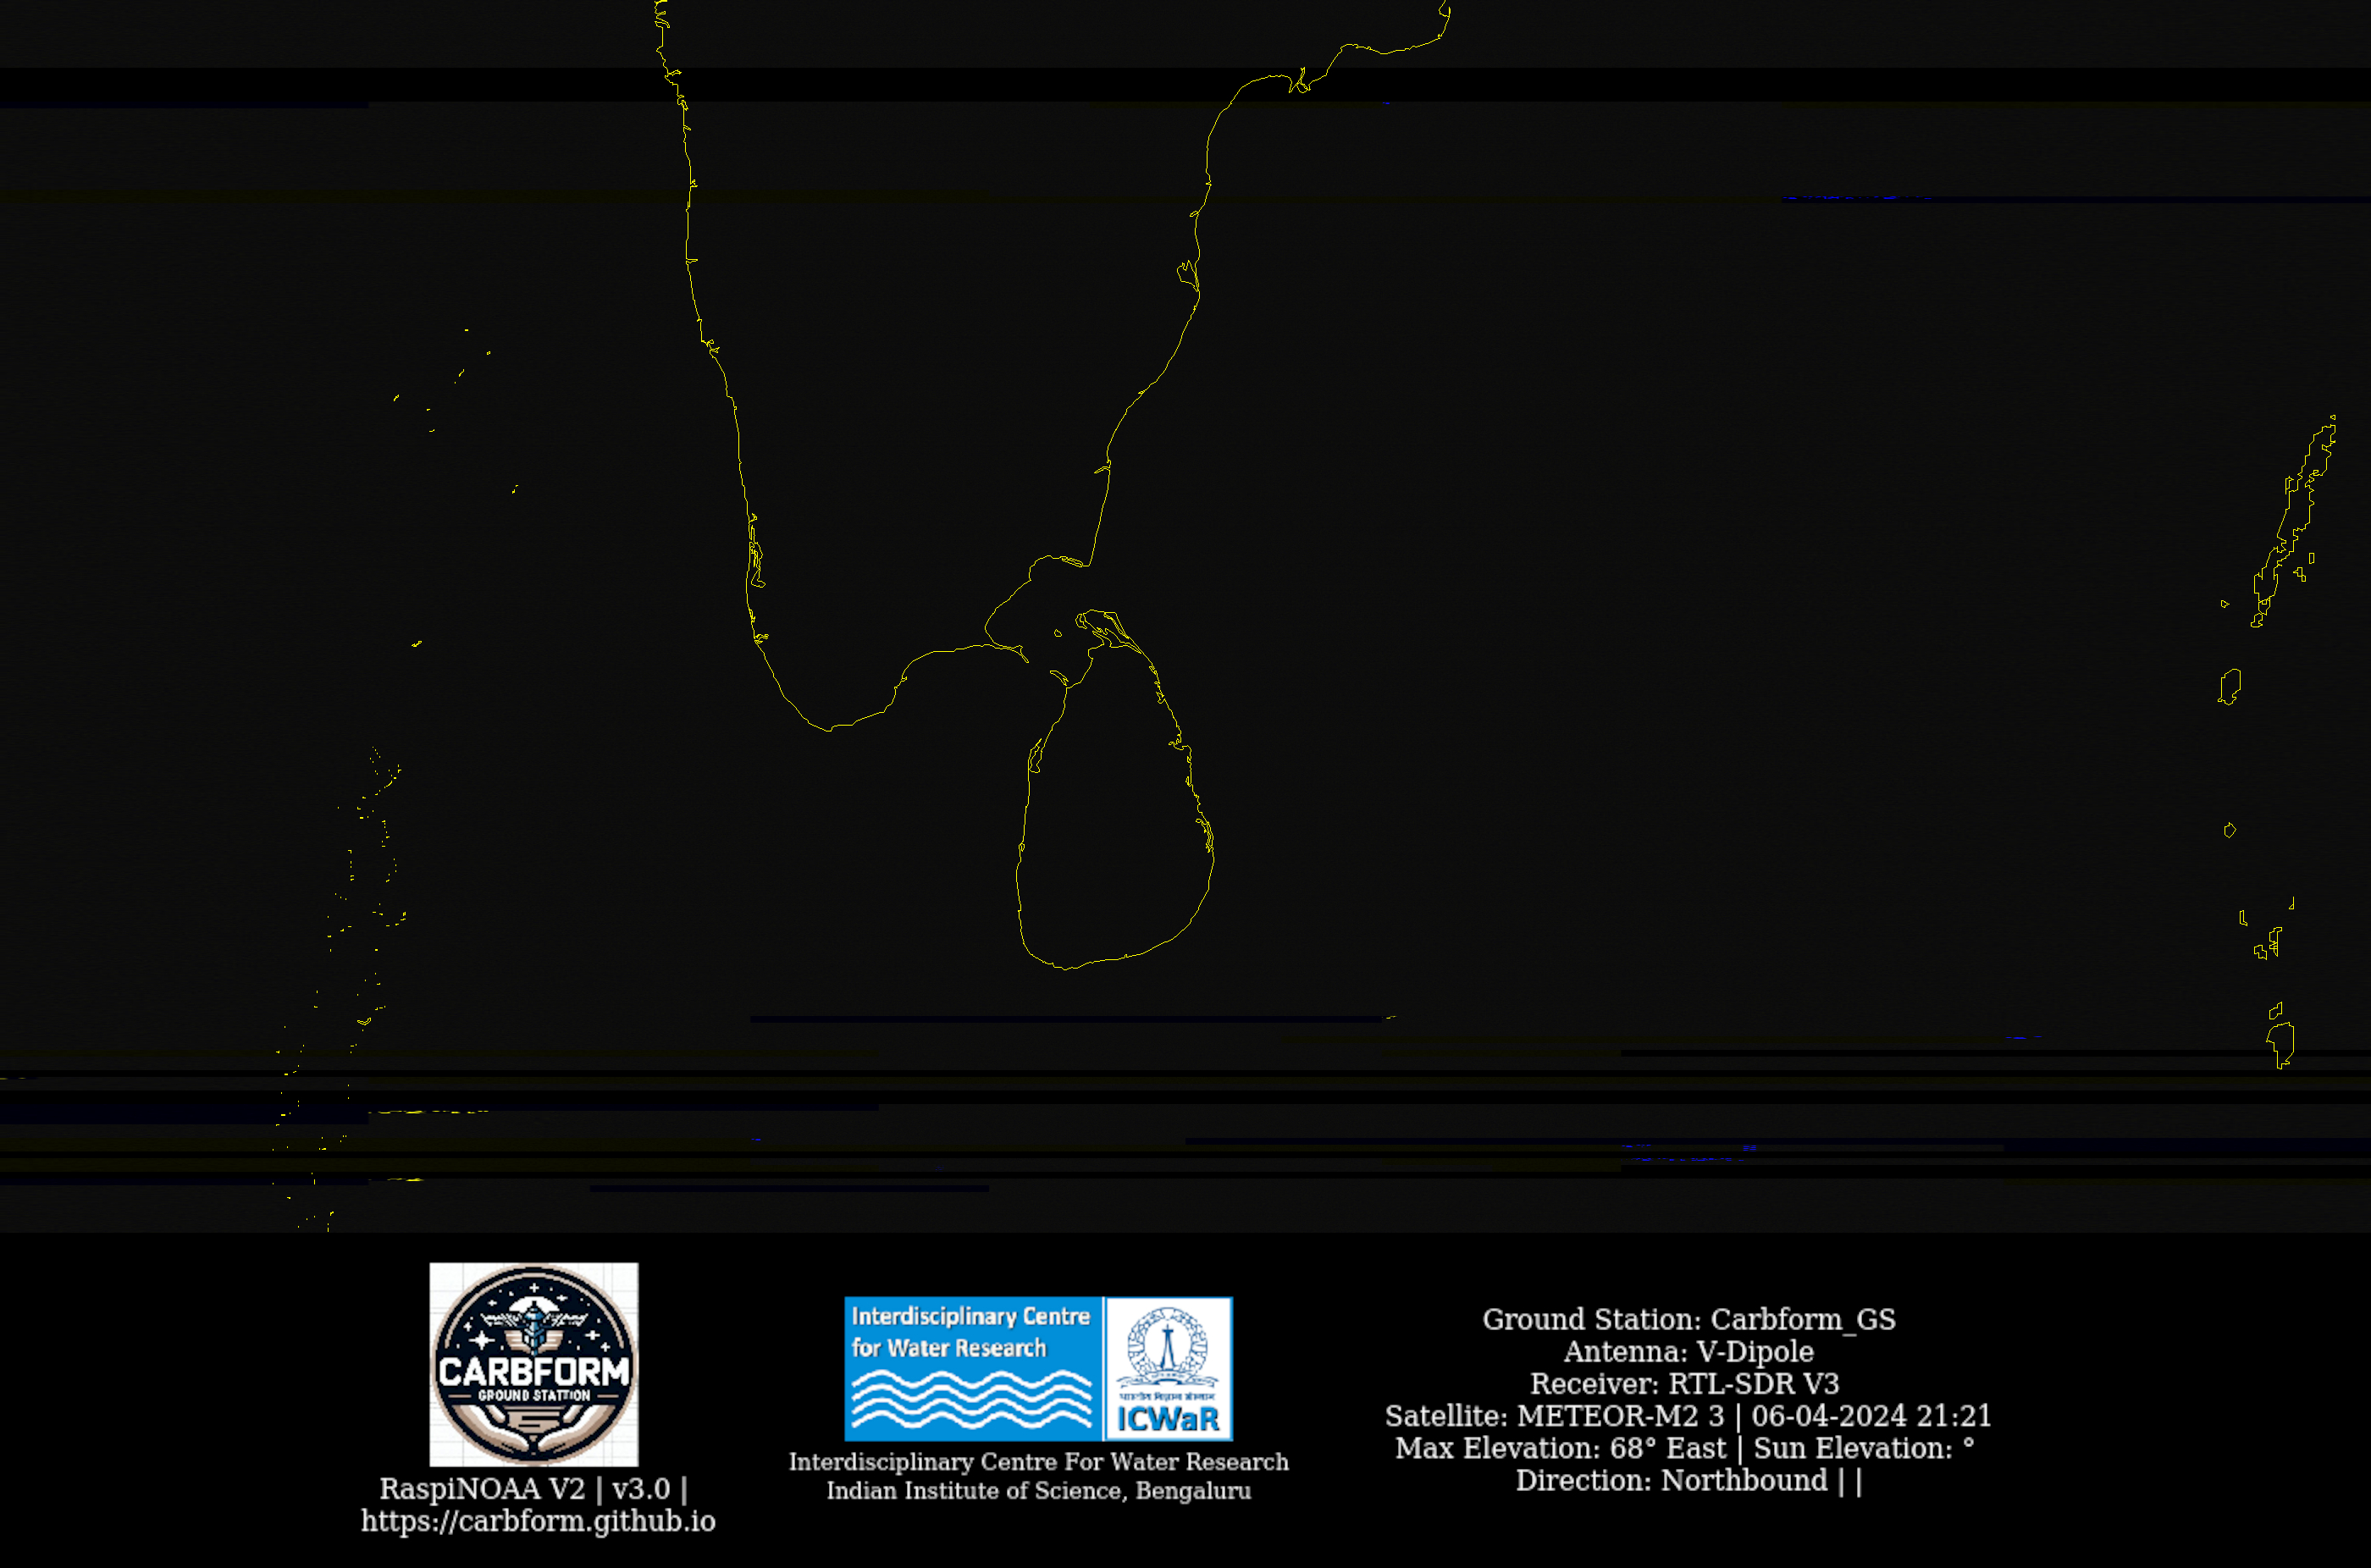 CARBFORM
GROUND STATTION
RaspiNOAA V2 | v3.0 |
https://carbform.github.io
Interdisciplinary Centre
for Water Research
ICWaR
Interdisciplinary Centre For Water Research
Indian Institute of Science, Bengaluru
Ground Station: Carbform_GS
Antenna: V-Dipole
Receiver: RTL-SDR V3
Satellite: METEOR-M2 3 | 06-04-2024 21:21
Max Elevation: 68° East | Sun Elevation: °
Direction: Northbound | |